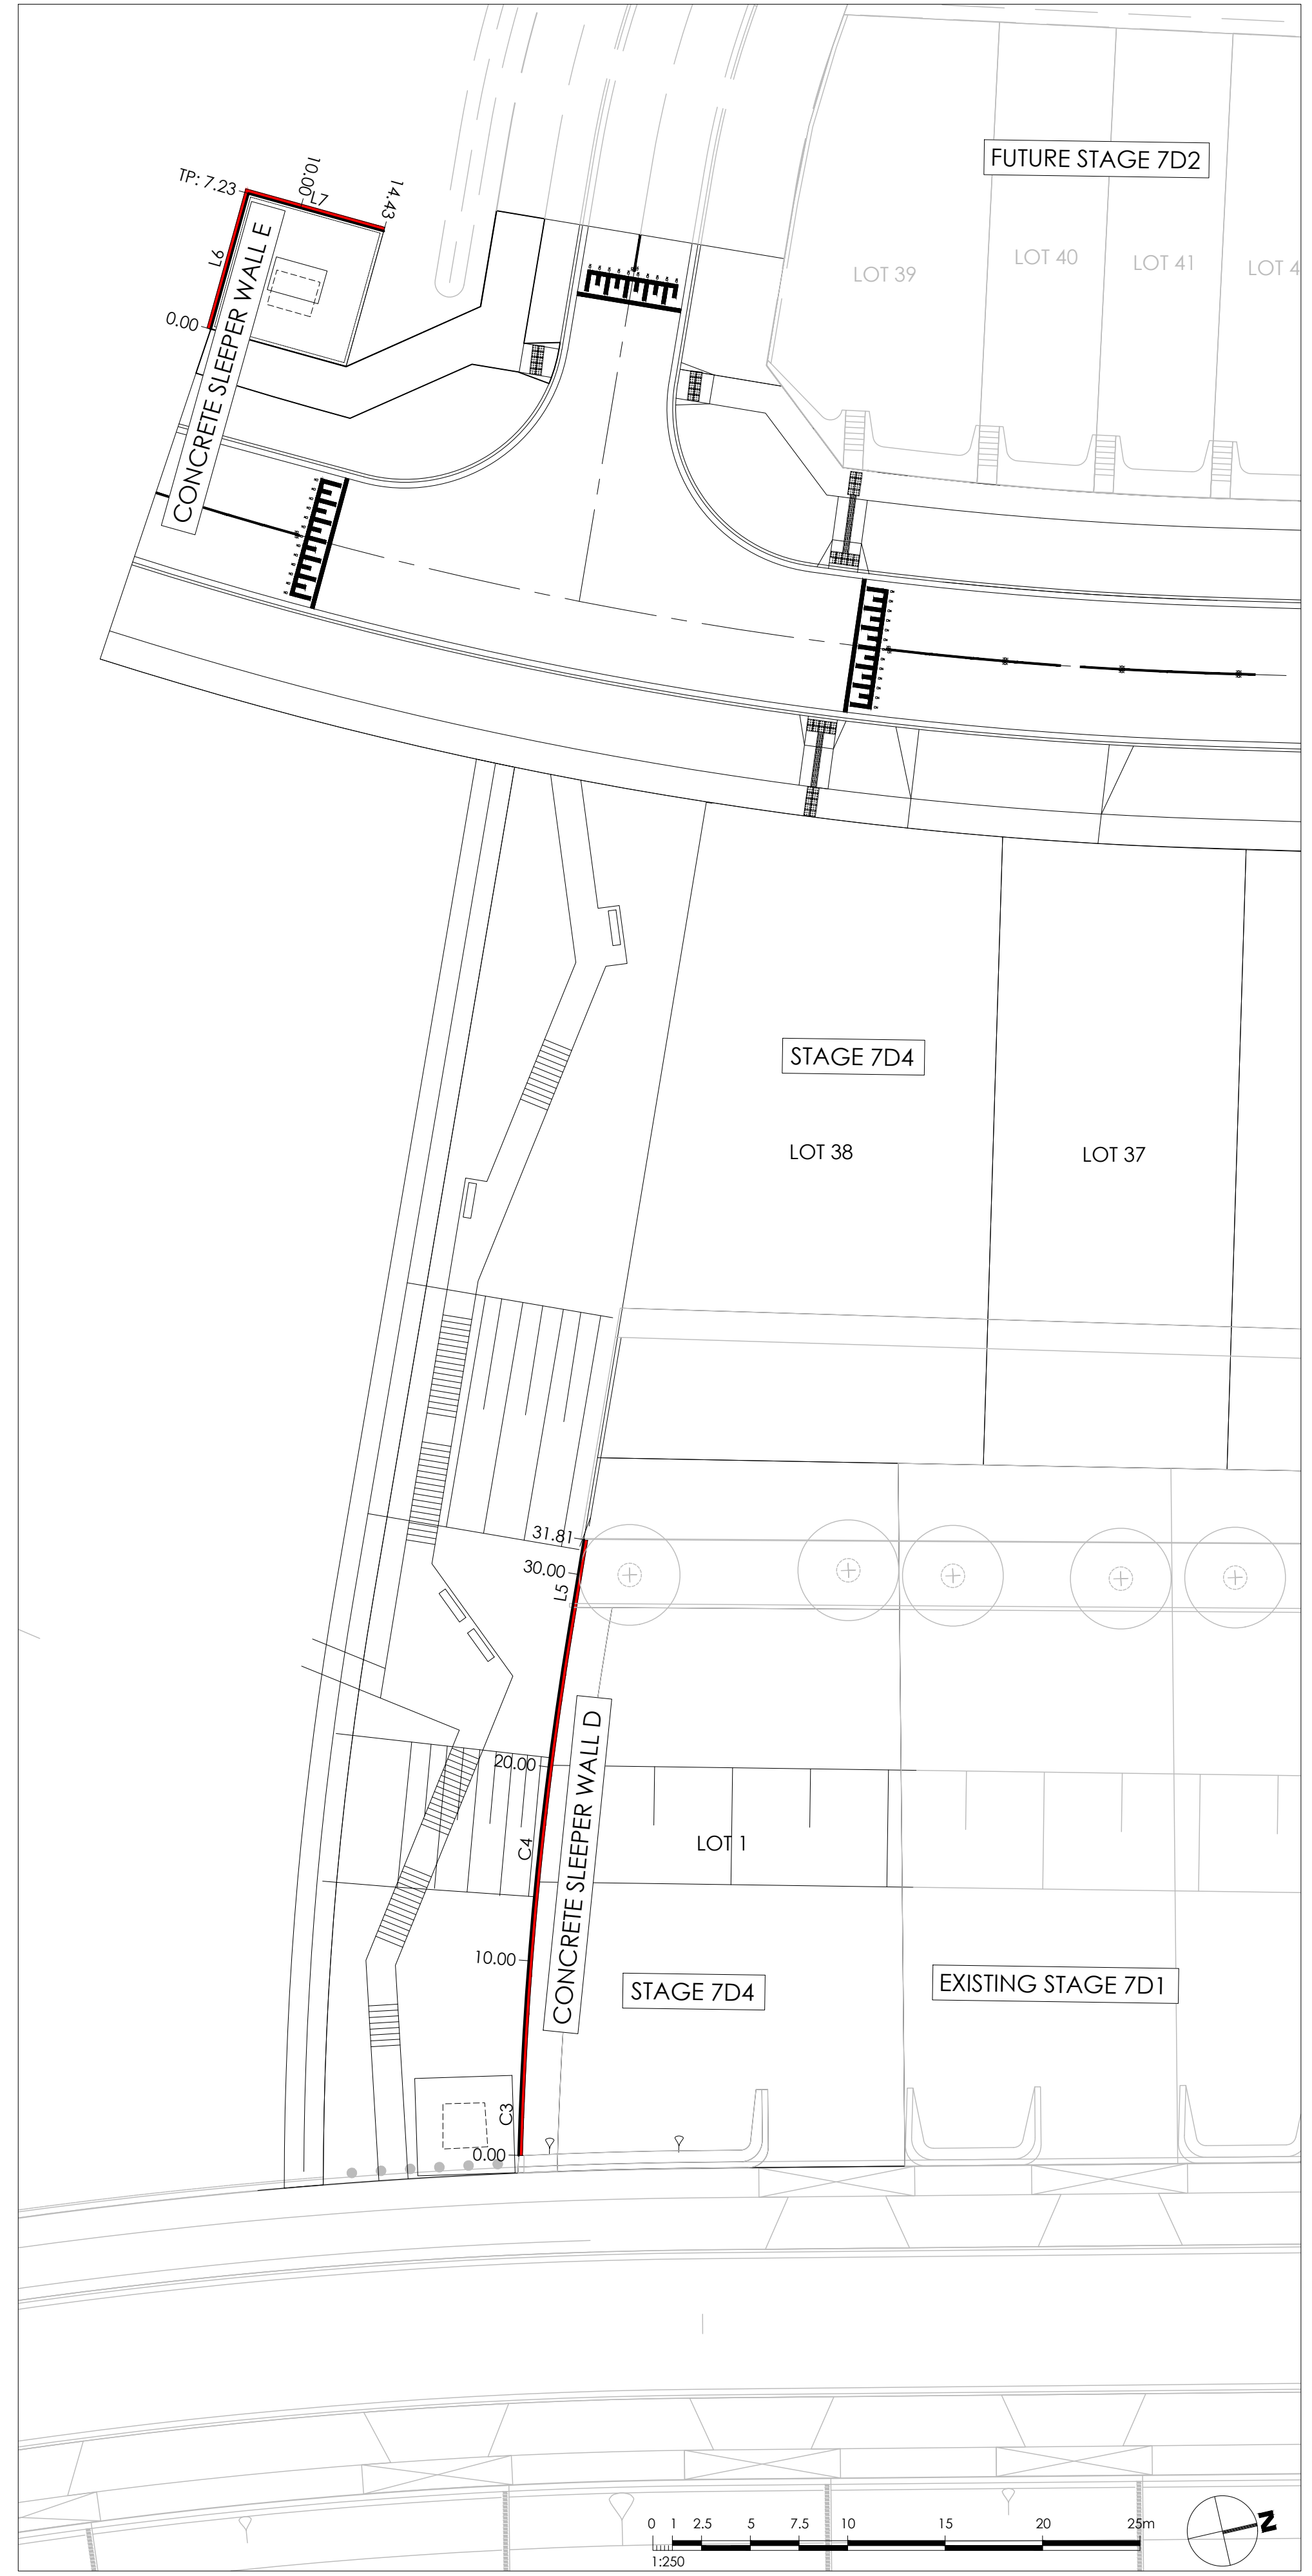 FUTURE STAGE 7D2
10.00
TP: 7.23
L7
14.43
L6
CONCRETE SLEEPER WALL E
0.00
LOT 39
LOT 40
LOT 41
LOT 4
STAGE 7D4
LOT 38
LOT 37
31.81
30.00
L5
CONCRETE SLEEPER WALL D
20.00
C4
LOT 1
10.00
STAGE 7D4
EXISTING STAGE 7D1
C3
0.00
0 1 2.5 5 7.5 10 15 20 25m
1:250
N